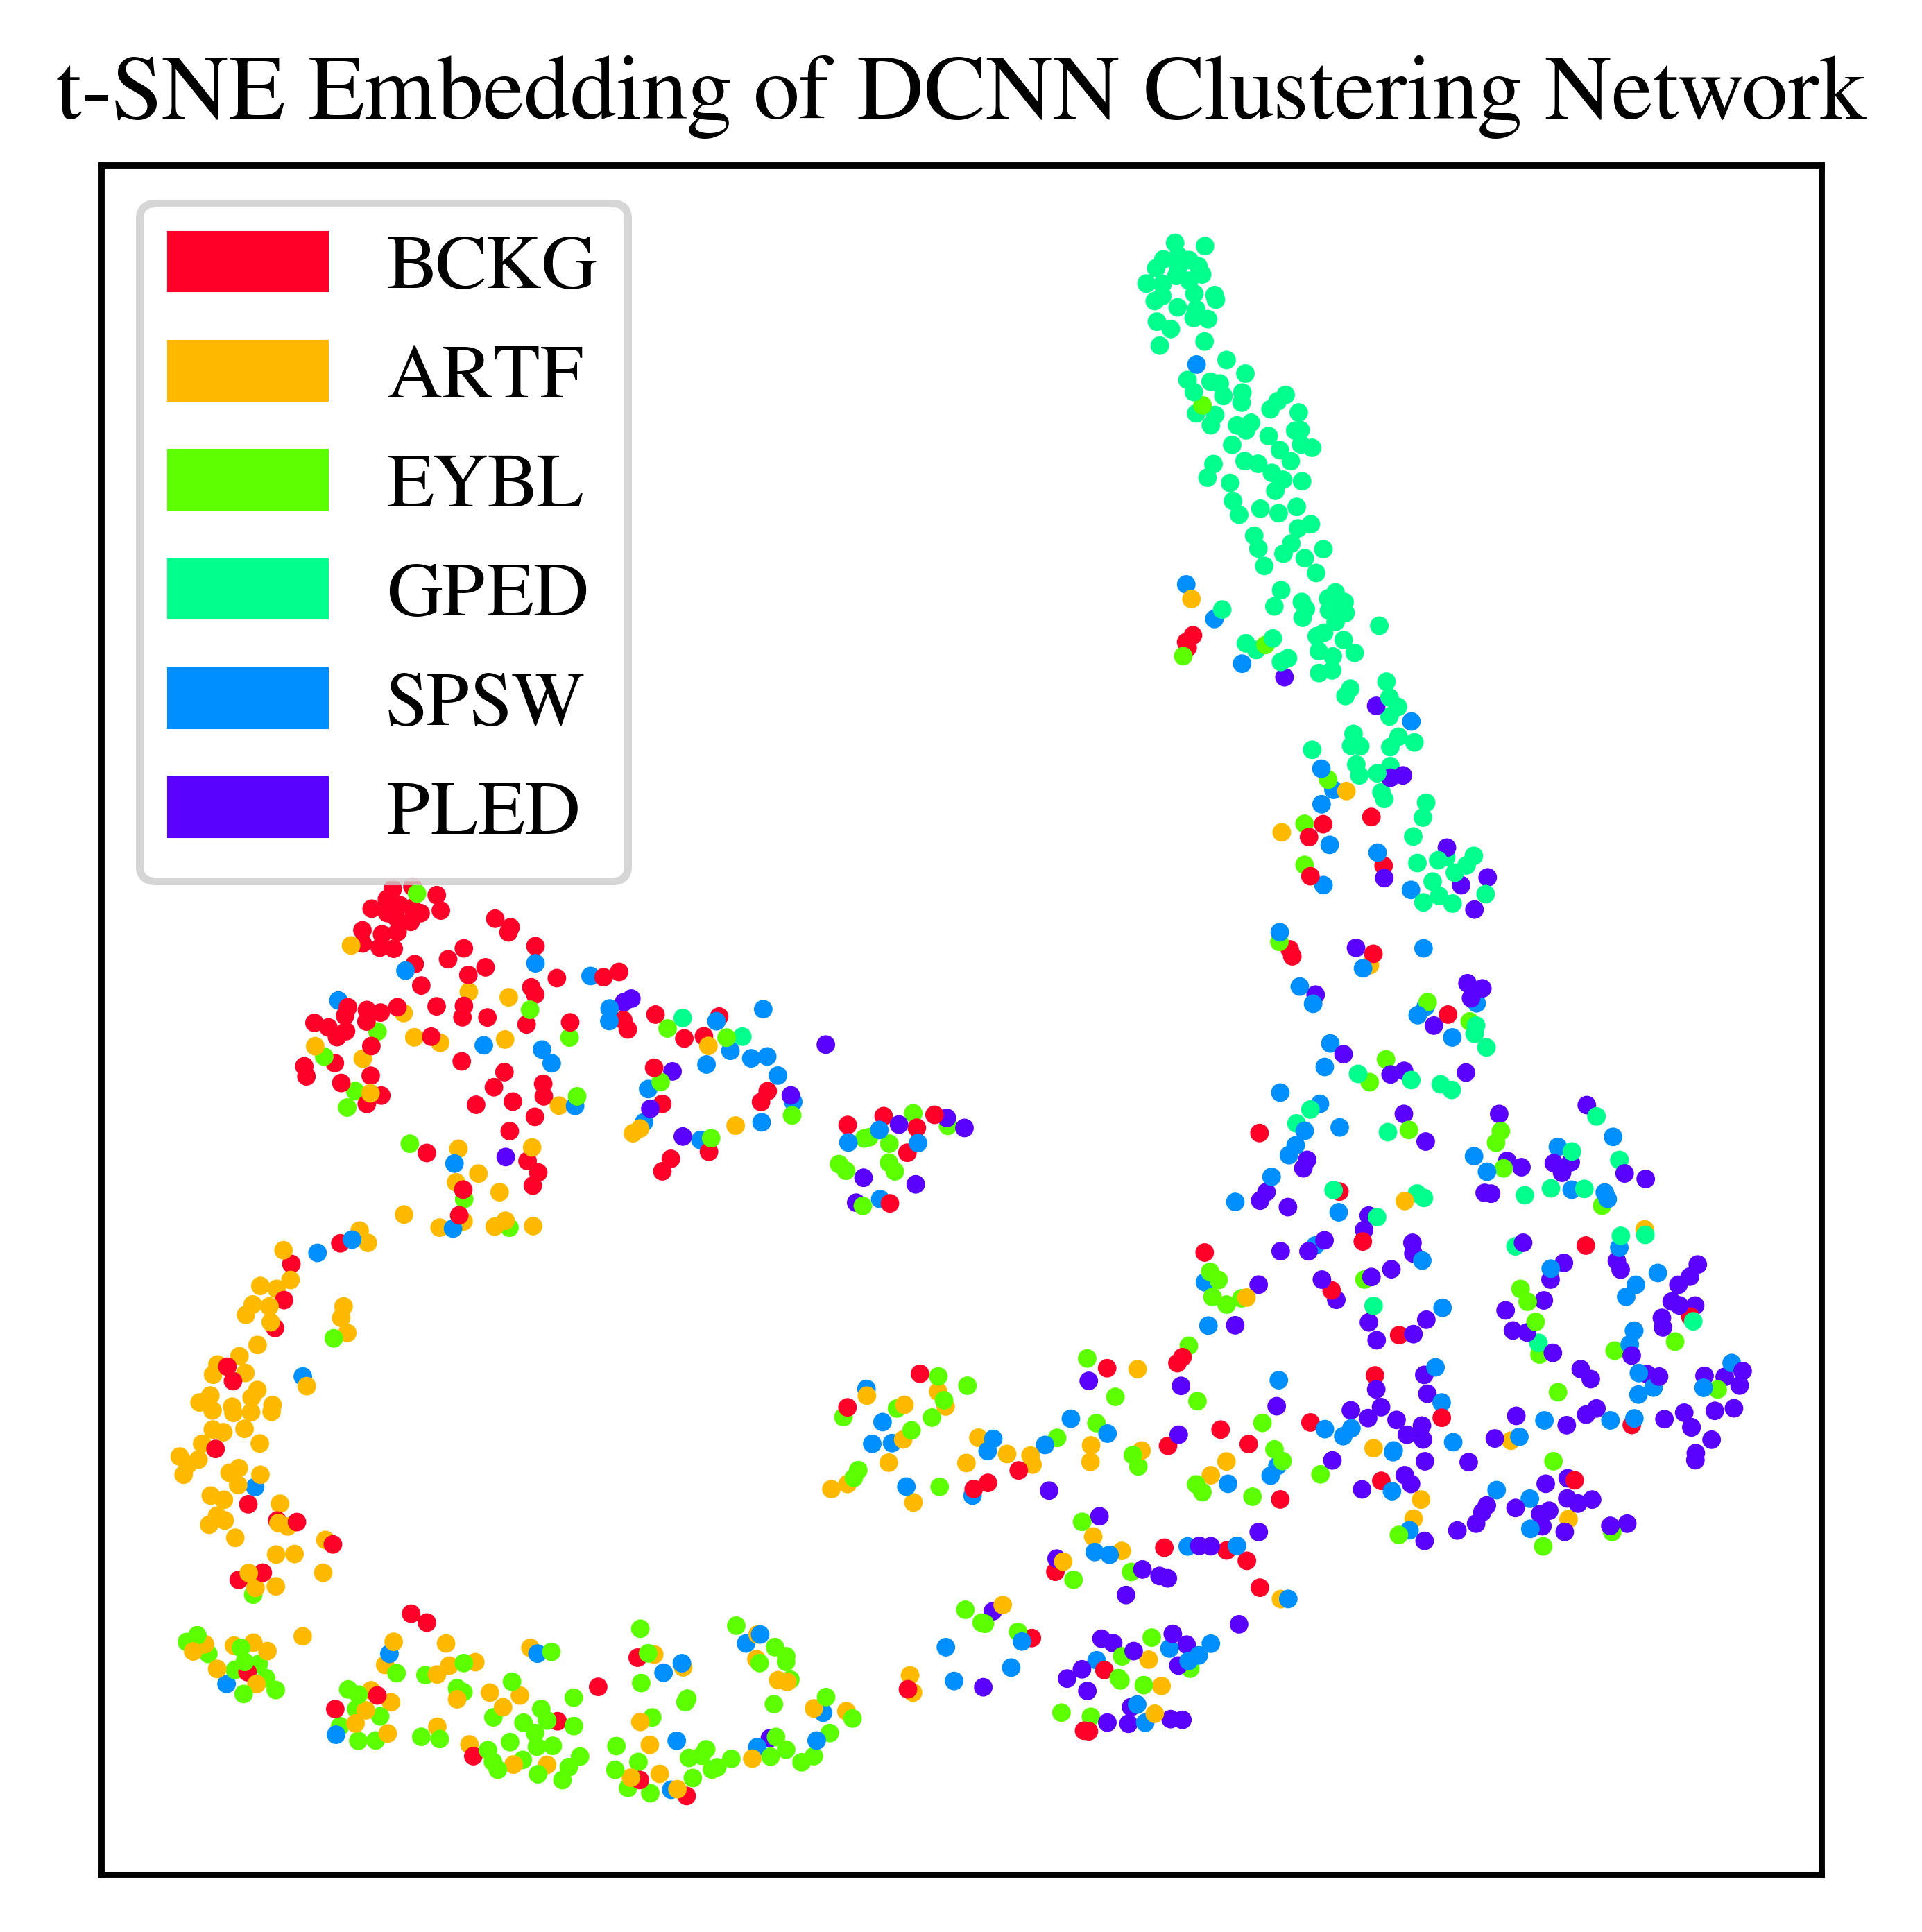 t-SNE Embedding of DCNN Clustering Network
BCKG
ARTF
EYBL
GPED
SPSW
PLED